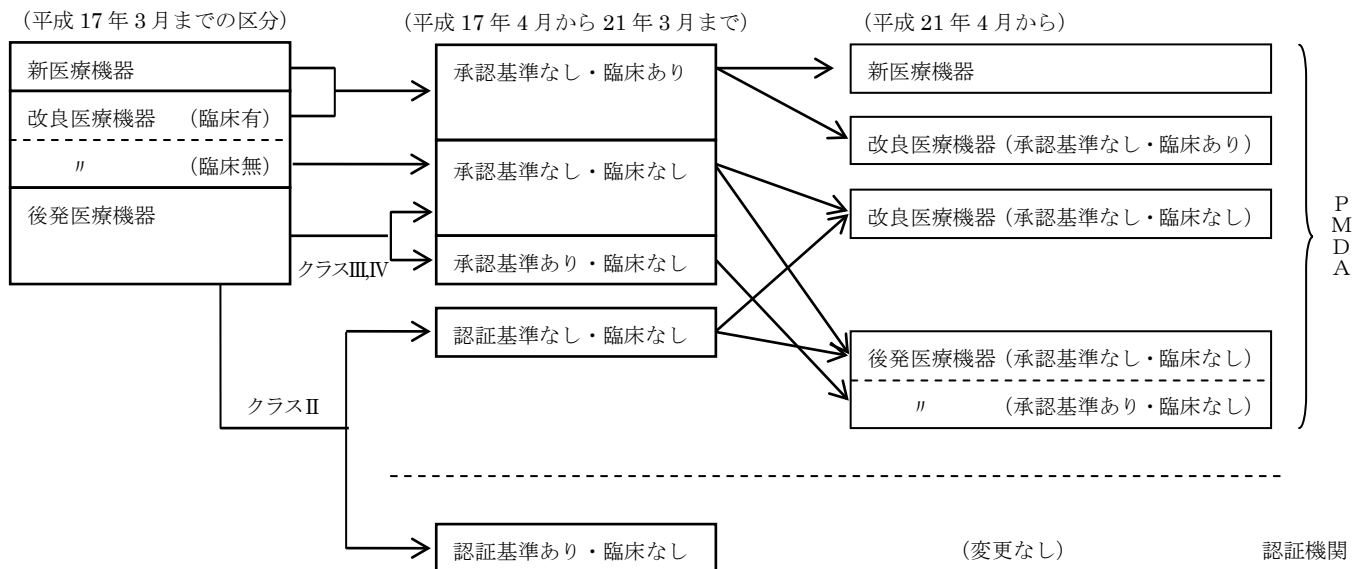 （平成 17 年 3 月までの区分）
（平成 17 年 4 月から 21 年 3 月まで）
（平成 21 年 4 月から）
新医療機器
改良医療機器　（臨床有）
〃　（臨床無）
後発医療機器
クラスⅢ,Ⅳ
クラスⅡ
承認基準なし・臨床あり
承認基準なし・臨床なし
承認基準あり・臨床なし
認証基準なし・臨床なし
認証基準あり・臨床なし
新医療機器
改良医療機器（承認基準なし・臨床あり）
改良医療機器（承認基準なし・臨床なし）
後発医療機器（承認基準なし・臨床なし）
〃　（承認基準あり・臨床なし）
（変更なし）
ＰＭＤＡ
認証機関